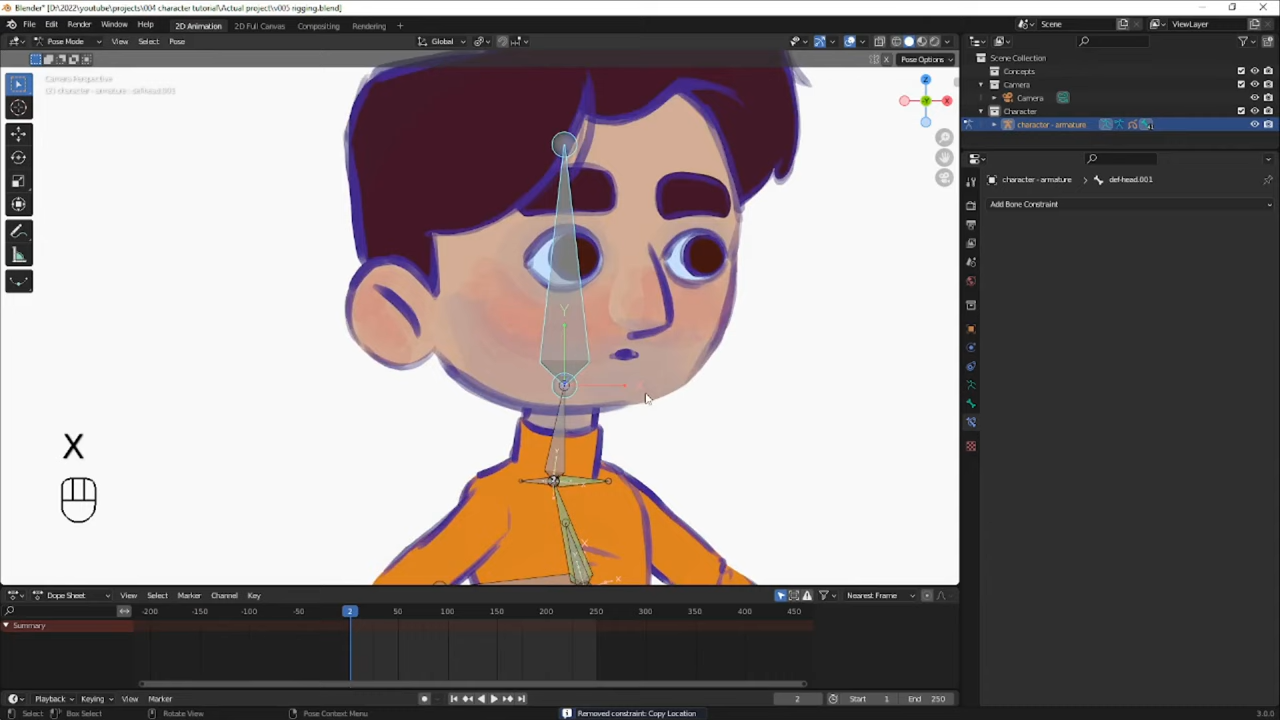 Blender* [D:\2022\youtube\projects\004 character tutorial\Actual project\v005 rigging.blend]
File Edit Render Window Help 2D Animation 2D Full Canvas Compositing Rendering + Scene ViewLayer
Pose Mode View Select Pose Global
Pose Options
Camera Perspective
Scene Collection
Concepts
Camera
Camera
Character
character - armature
character - armature > def-head.001
Add Bone Constraint
Z
X
Y
Y
X
X
X
X
Dope Sheet View Select Marker Channel Key Nearest Frame
-200 -150 -100 -50 2 50 100 150 200 250 300 350 400 450
Summary
Playback Keying View Marker 2 Start 1 End 250
Select Box Select Rotate View Pose Context Menu Removed constraint: Copy Location 3.0.0